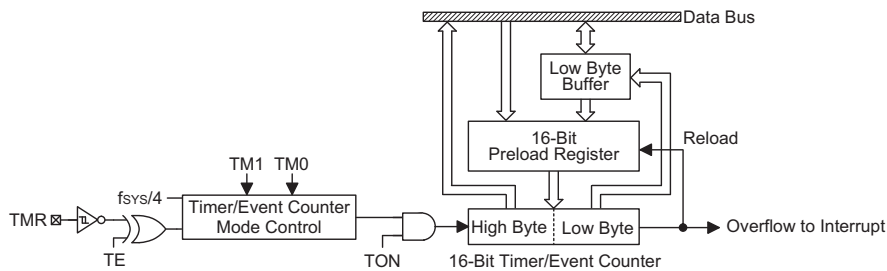 Data Bus
Low Byte
Buffer
16-Bit
Preload Register
Reload
TM1 TM0
fSYS/4
TMR
Timer/Event Counter
Mode Control
TE
TON
High Byte
Low Byte
Overflow to Interrupt
16-Bit Timer/Event Counter